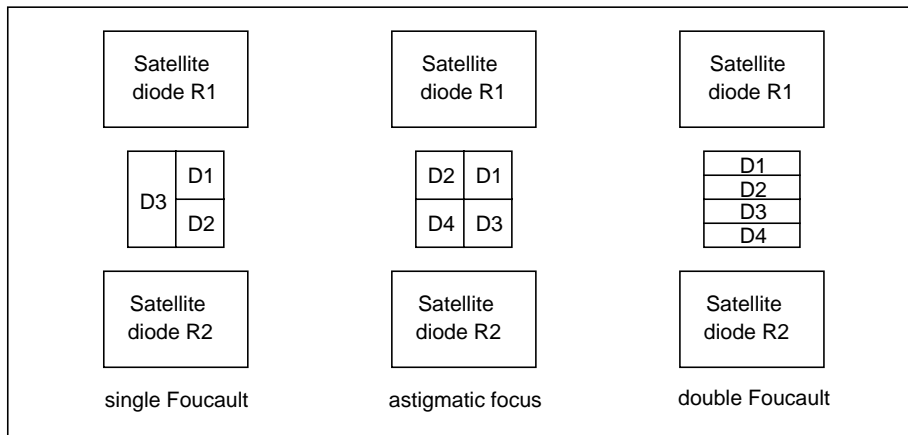 Satellite
diode R1
D3
D1
D2
Satellite
diode R2
single Foucault
Satellite
diode R1
D2 D1
D4 D3
Satellite
diode R2
astigmatic focus
Satellite
diode R1
D1
D2
D3
D4
Satellite
diode R2
double Foucault